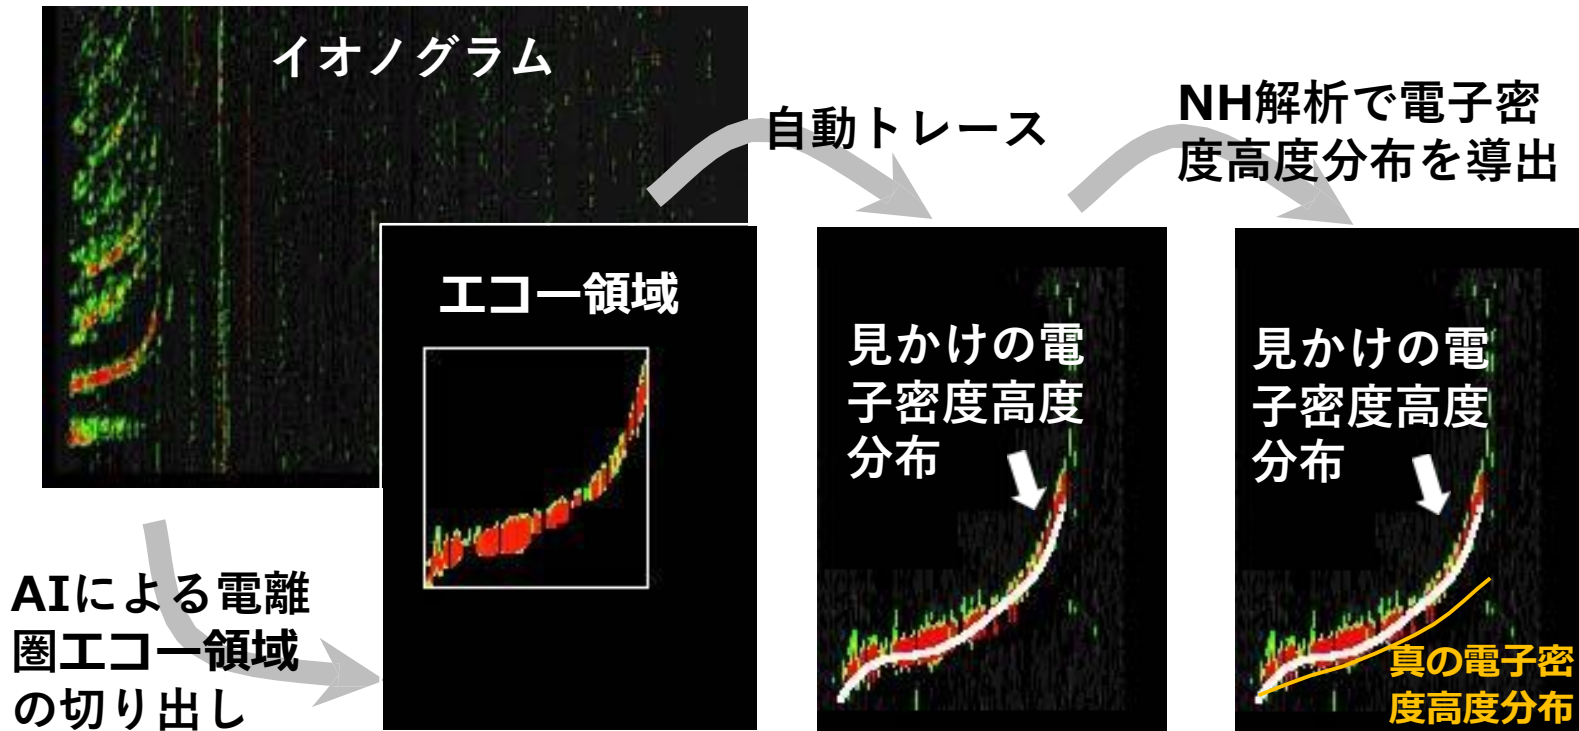 イオノグラム
自動トレース
NH解析で電子密
度高度分布を導出
エコー領域
見かけの電
子密度高度
分布
見かけの電
子密度高度
分布
AIによる電離
圏エコー領域
の切り出し
真の電子密
度高度分布